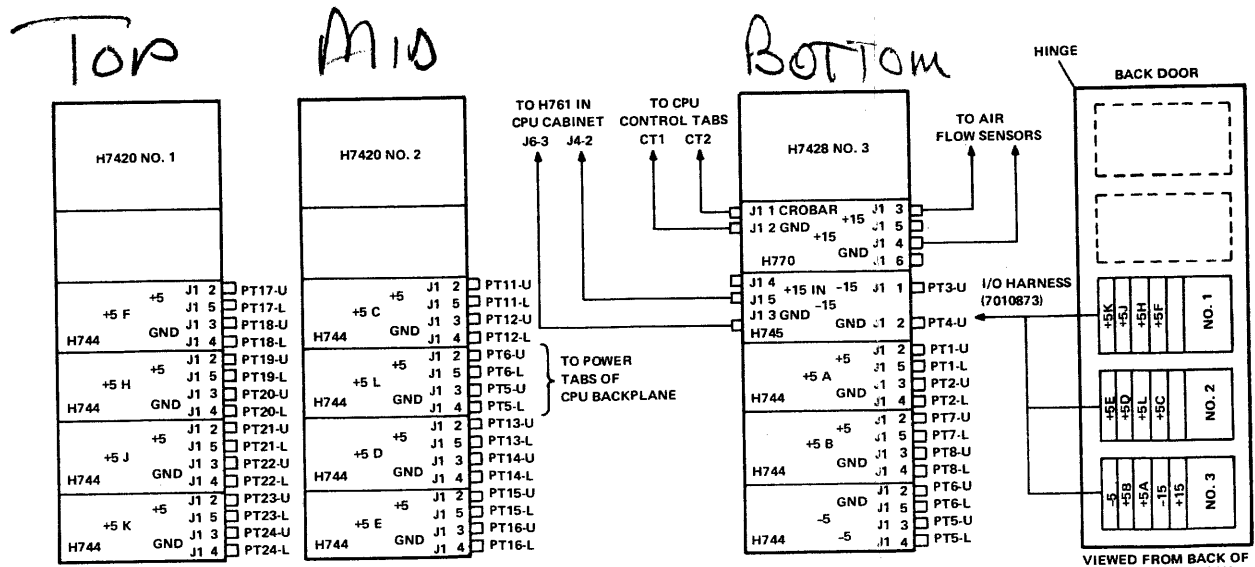 TOP
MID
BOTTOM
H7420 NO. 1
+5 F
+5
GND
H744
J1 2 PT17-U
J1 5 PT17-L
J1 3 PT18-U
J1 4 PT18-L
+5 H
+5
GND
H744
J1 2 PT19-U
J1 5 PT19-L
J1 3 PT20-U
J1 4 PT20-L
+5 J
+5
GND
H744
J1 2 PT21-U
J1 5 PT21-L
J1 3 PT22-U
J1 4 PT22-L
+5 K
+5
GND
H744
J1 2 PT23-U
J1 5 PT23-L
J1 3 PT24-U
J1 4 PT24-L
H7420 NO. 2
+5 C
+5
GND
H744
J1 2 PT11-U
J1 5 PT11-L
J1 3 PT12-U
J1 4 PT12-L
+5 L
+5
GND
H744
J1 2 PT6-U
J1 5 PT6-L
J1 3 PT5-U
J1 4 PT5-L
TO POWER
TABS OF
CPU BACKPLANE
+5 D
+5
GND
H744
J1 2 PT13-U
J1 5 PT13-L
J1 3 PT14-U
J1 4 PT14-L
+5 E
+5
GND
H744
J1 2 PT15-U
J1 5 PT15-L
J1 3 PT16-U
J1 4 PT16-L
TO H761 IN
CPU CABINET
J6-3 J4-2
TO CPU
CONTROL TABS
CT1 CT2
H7428 NO. 3
TO AIR
FLOW SENSORS
J1 1 CROBAR
J1 2 GND
+15
+15
GND
H770
J1 3
J1 5
J1 4
J1 6
J1 4
J1 5
J1 3 GND
+15 IN
-15
-15
GND
H745
J1 1 PT3-U
J1 2 PT4-U
+5 A
+5
GND
H744
J1 2 PT1-U
J1 5 PT1-L
J1 3 PT2-U
J1 4 PT2-L
+5 B
+5
GND
H744
J1 2 PT7-U
J1 5 PT7-L
J1 3 PT8-U
J1 4 PT8-L
GND
-5
-5
H744
J1 2 PT6-U
J1 5 PT6-L
J1 3 PT5-U
J1 4 PT5-L
HINGE
BACK DOOR
I/O HARNESS
(7010873)
+5K
+5J
+5H
+5F
NO. 1
+5E
+5D
+5L
+5C
NO. 2
-5
+5B
+5A
-15
+15
NO. 3
VIEWED FROM BACK OF